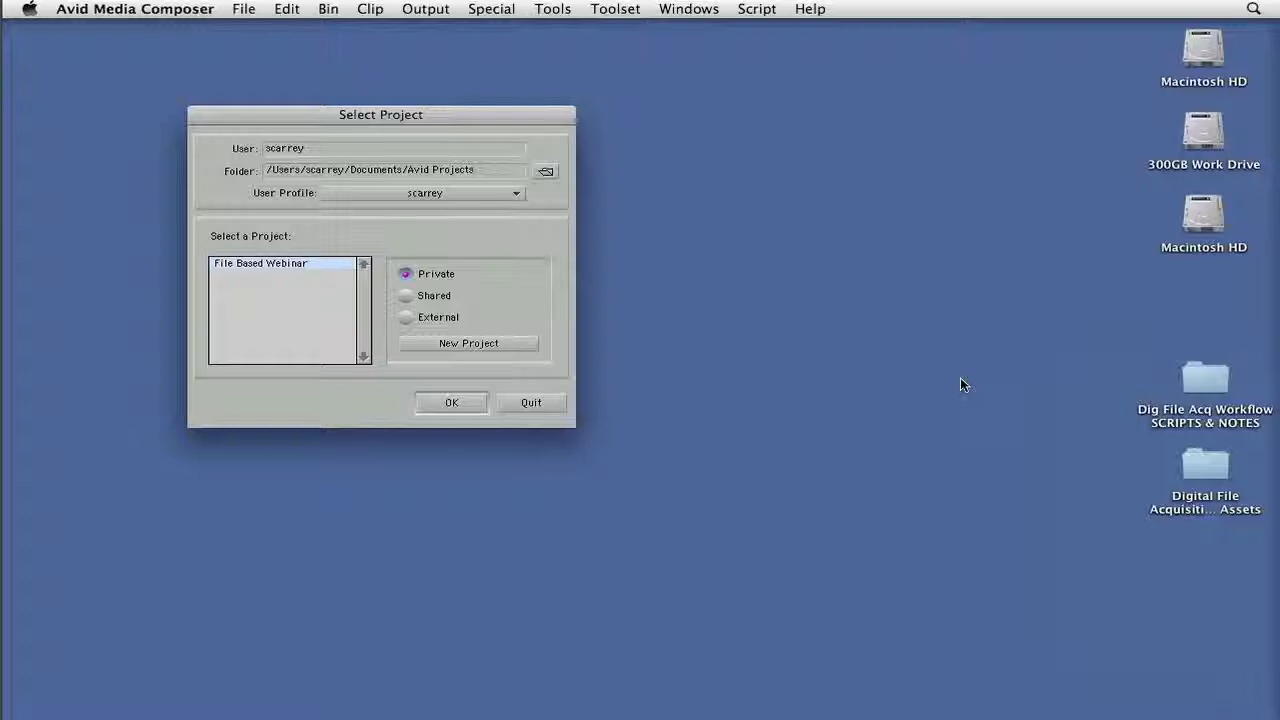 Avid Media Composer File Edit Bin Clip Output Special Tools Toolset Windows Script Help
Macintosh HD
300GB Work Drive
Macintosh HD
Dig File Acq Workflow
SCRIPTS & NOTES
Digital File
Acquisiti... Assets
Select Project
User: scarrey
Folder: /Users/scarrey/Documents/Avid Projects
User Profile: scarrey
Select a Project:
File Based Webinar
Private
Shared
External
New Project
OK Quit